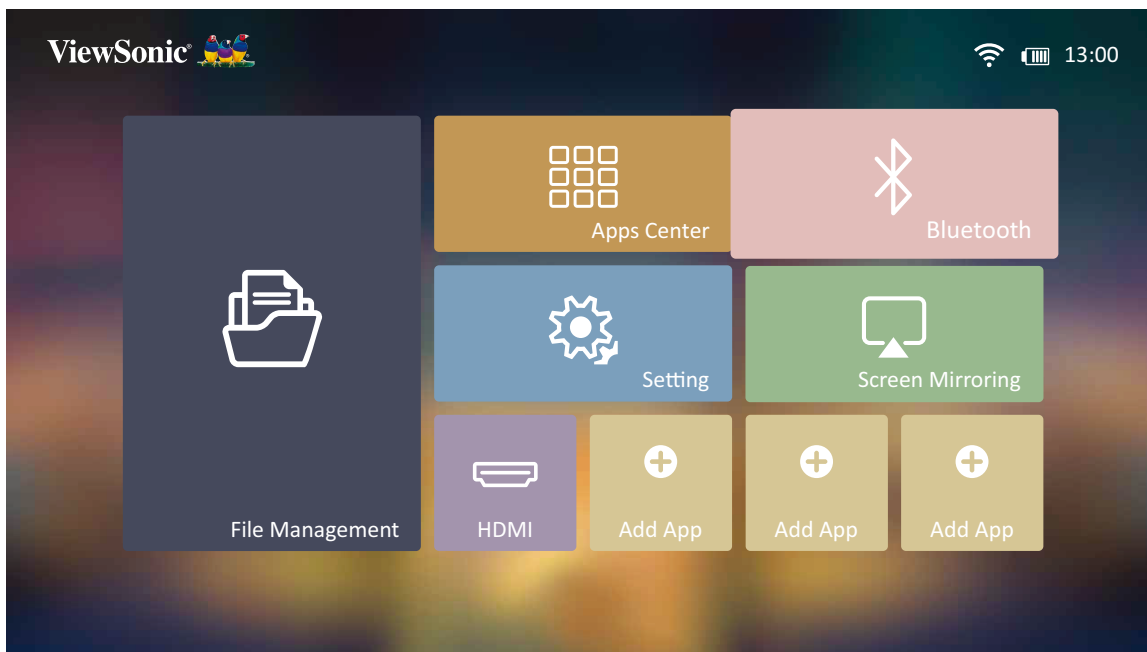 ViewSonic®
13:00
Apps Center
Bluetooth
Setting
Screen Mirroring
File Management
HDMI
Add App
Add App
Add App